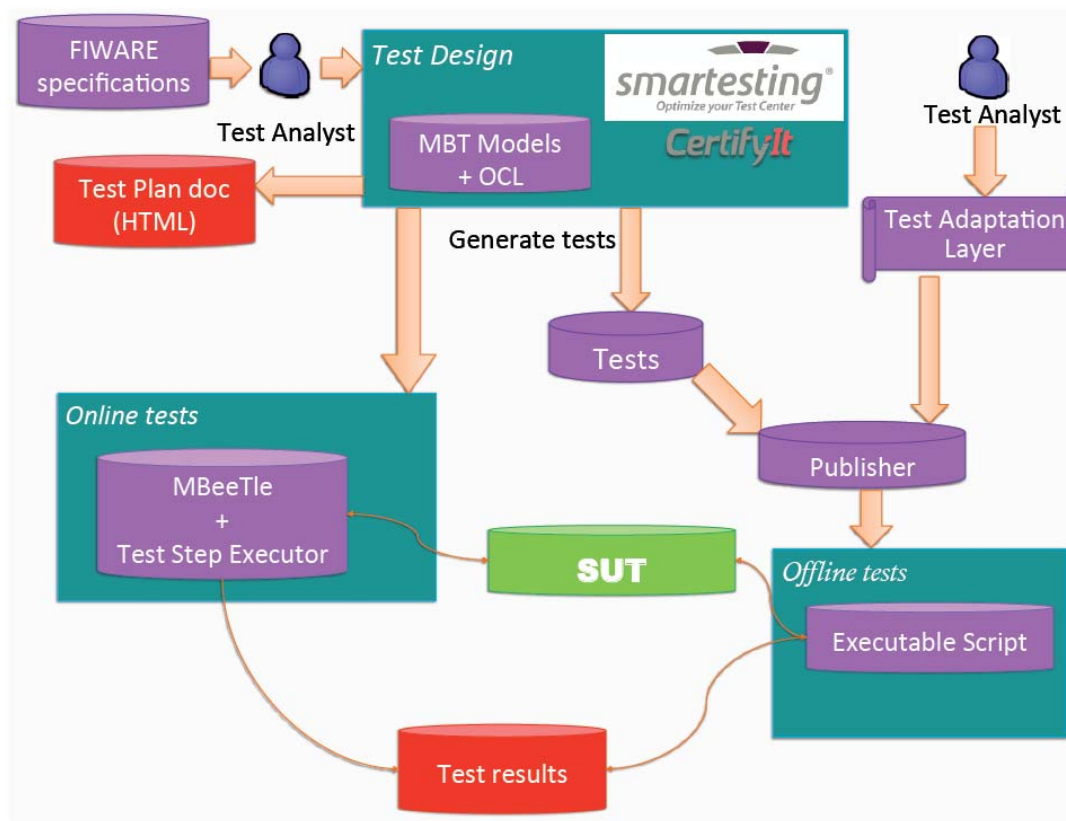 FIWARE
specifications
Test Analyst
Test Design
smartesting®
Optimize your Test Center
CertifyIt
MBT Models
+ OCL
Test Analyst
Test Plan doc
(HTML)
Generate tests
Test Adaptation
Layer
Tests
Publisher
Online tests
MBeeTle
+
Test Step Executor
SUT
Offline tests
Executable Script
Test results